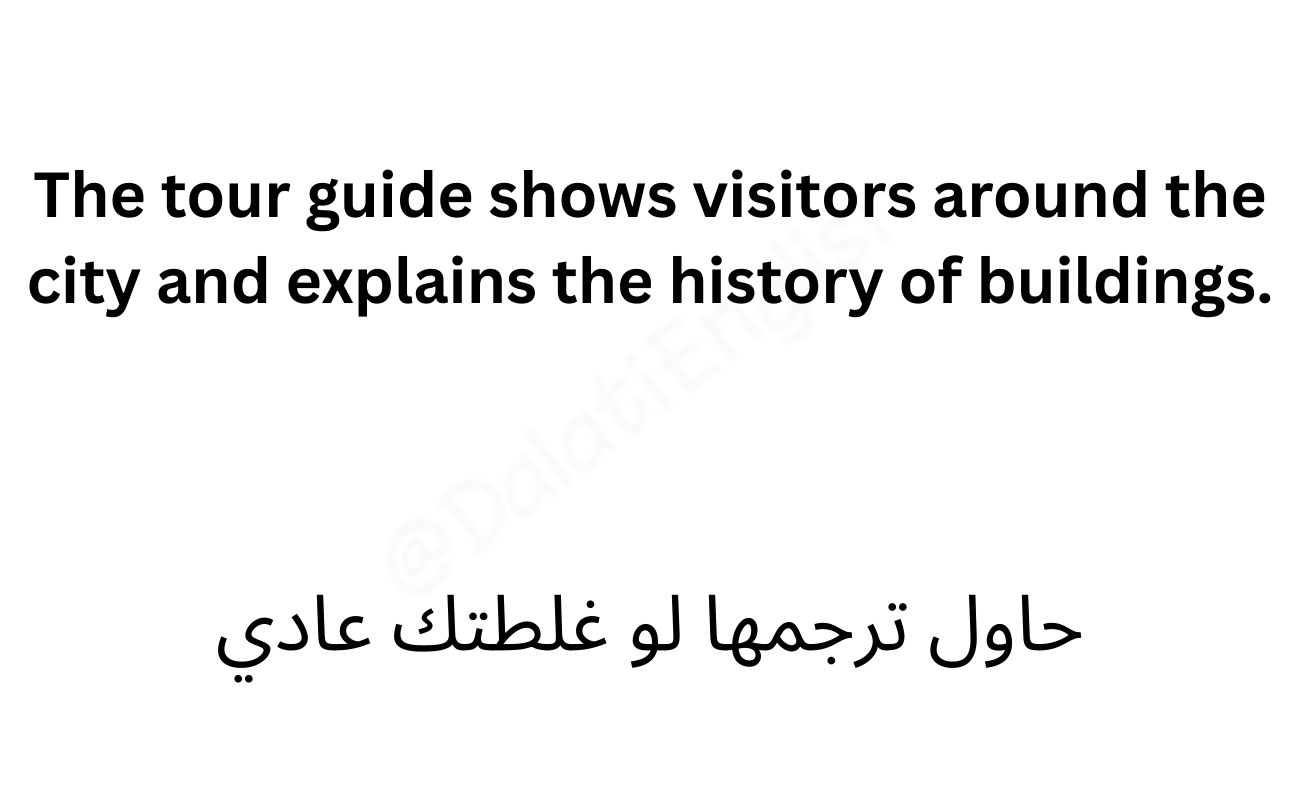 The tour guide shows visitors around the
city and explains the history of buildings.
@DalatiEnglish
حاول ترجمها لو غلطتك عادي